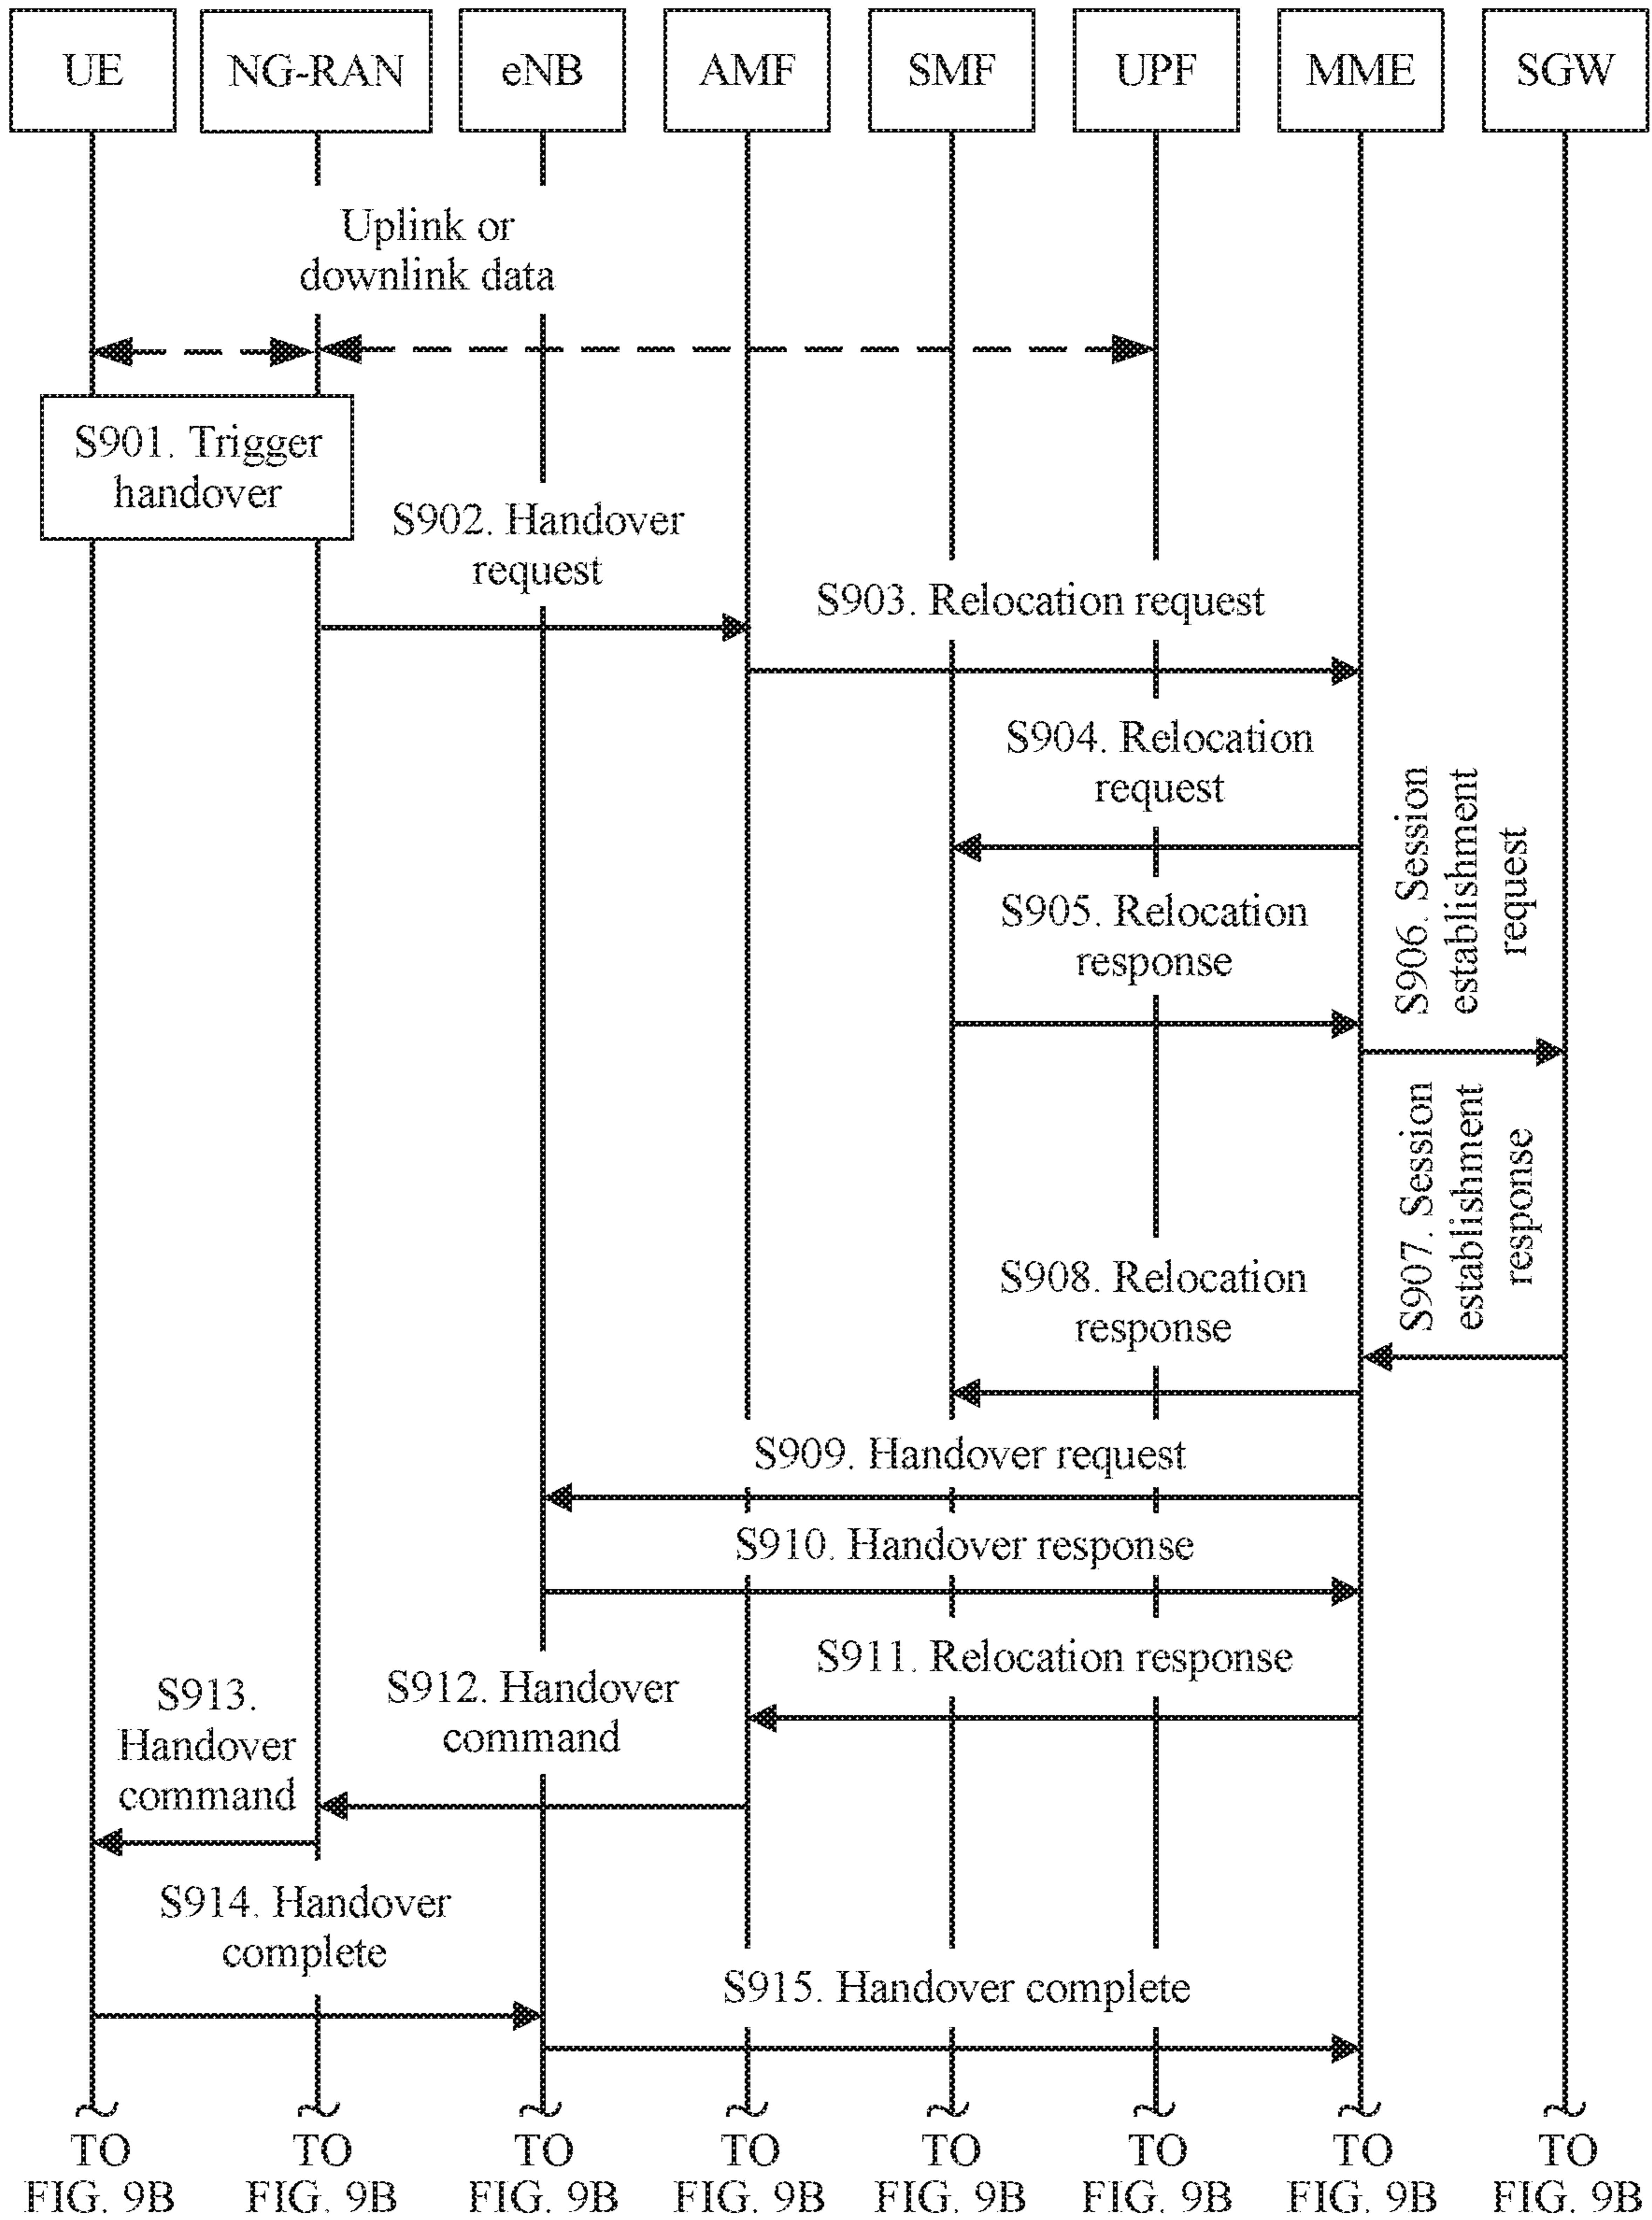 UE
NG-RAN
eNB
AMF
SMF
UPF
MME
SGW
Uplink or
downlink data
S901. Trigger
handover
S902. Handover
request
S903. Relocation request
S904. Relocation
request
S905. Relocation
response
S906. Session
establishment
request
S907. Session
establishment
response
S908. Relocation
response
S909. Handover request
S910. Handover response
S911. Relocation response
S912. Handover
command
S913.
Handover
command
S914. Handover
complete
S915. Handover complete
TO
FIG. 9B
TO
FIG. 9B
TO
FIG. 9B
TO
FIG. 9B
TO
FIG. 9B
TO
FIG. 9B
TO
FIG. 9B
TO
FIG. 9B